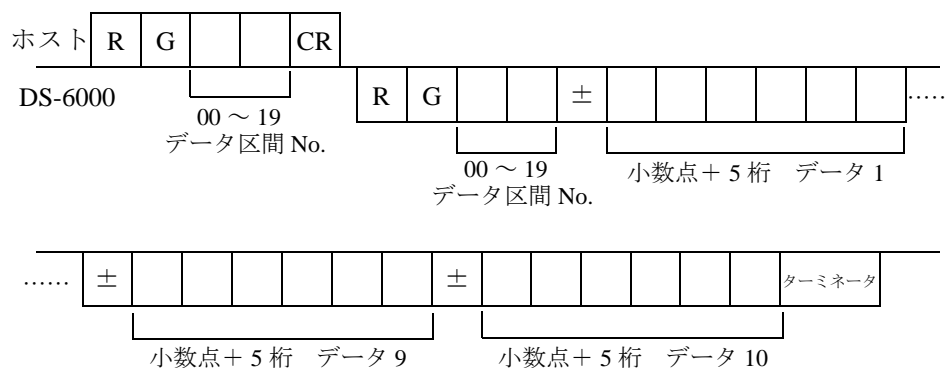 ホスト R G CR
DS-6000 R G ± ……
00 ～ 19
データ区間 No.
00 ～ 19
データ区間 No.
小数点＋ 5 桁　データ 1
…… ± ± ターミネータ
小数点＋ 5 桁　データ 9
小数点＋ 5 桁　データ 10